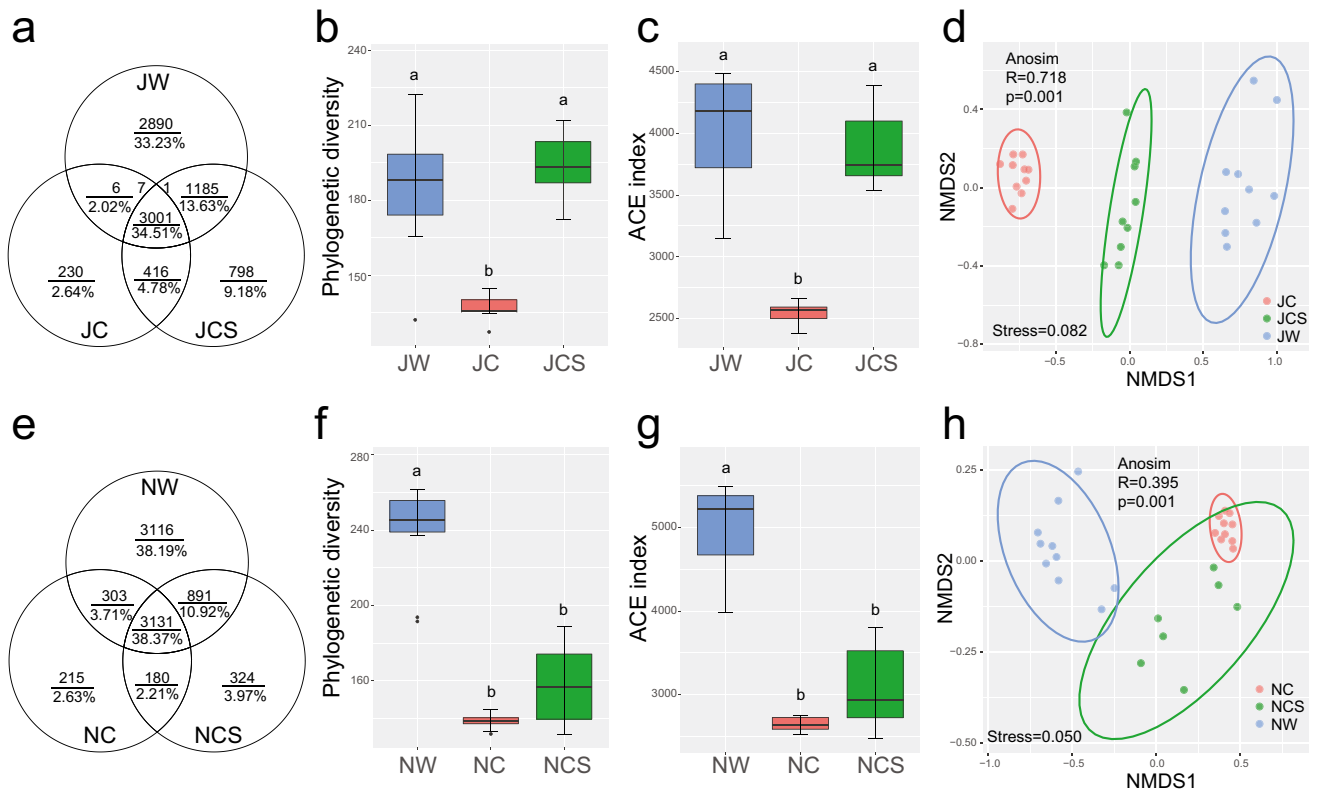 a
JW
2890
33.23%
6 7 1
2.02%
1185
13.63%
3001
34.51%
230
2.64%
416
4.78%
798
9.18%
JC
JCS
b
Phylogenetic diversity
240
210
180
150
a
b
a
JW JC JCS
c
ACE index
4500
4000
3500
3000
2500
a
b
a
JW JC JCS
d
NMDS2
0.4
0.0
−0.4
−0.8
Anosim
R=0.718
p=0.001
Stress=0.082
JC
JCS
JW
−0.5 0.0 0.5 1.0
NMDS1
e
NW
3116
38.19%
303
3.71%
891
10.92%
3131
38.37%
215
2.63%
180
2.21%
324
3.97%
NC
NCS
f
Phylogenetic diversity
280
240
200
160
a
b
b
NW NC NCS
g
ACE index
5000
4000
3000
a
b
b
NW NC NCS
h
NMDS2
0.25
0.00
−0.25
−0.50
Anosim
R=0.395
p=0.001
Stress=0.050
NC
NCS
NW
−1.0 −0.5 0.0 0.5
NMDS1